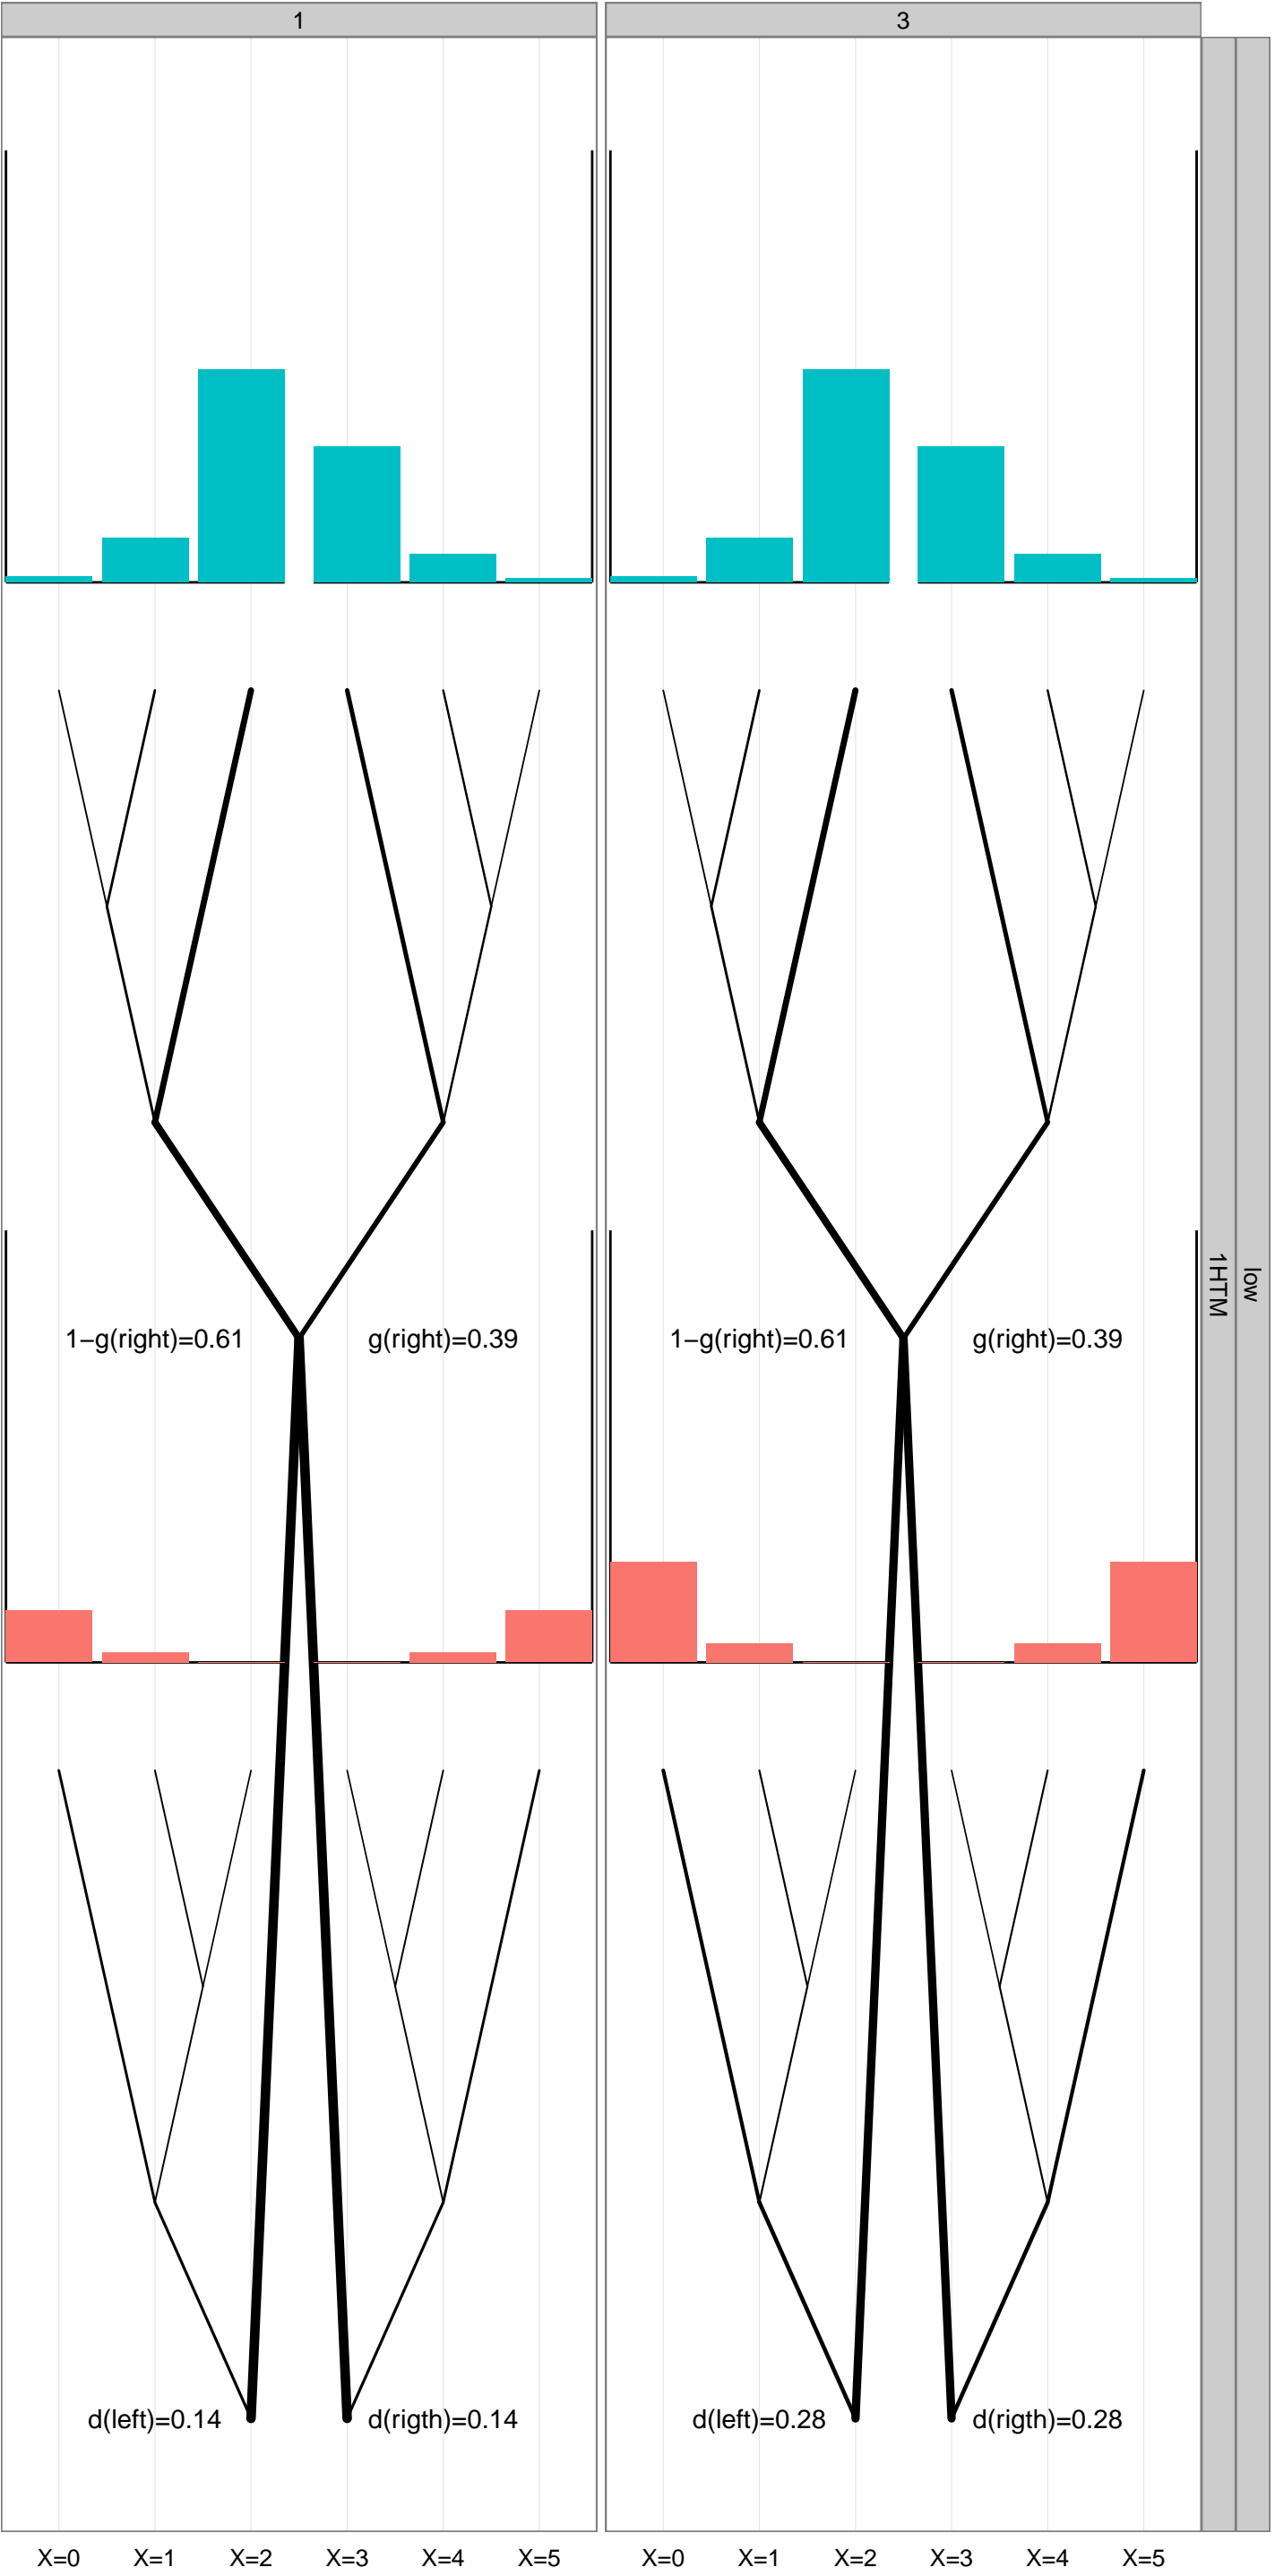 1 3
low
1HTM
1−g(right)=0.61 g(right)=0.39 1−g(right)=0.61 g(right)=0.39
d(left)=0.14 d(rigth)=0.14 d(left)=0.28 d(rigth)=0.28
X=0 X=1 X=2 X=3 X=4 X=5 X=0 X=1 X=2 X=3 X=4 X=5